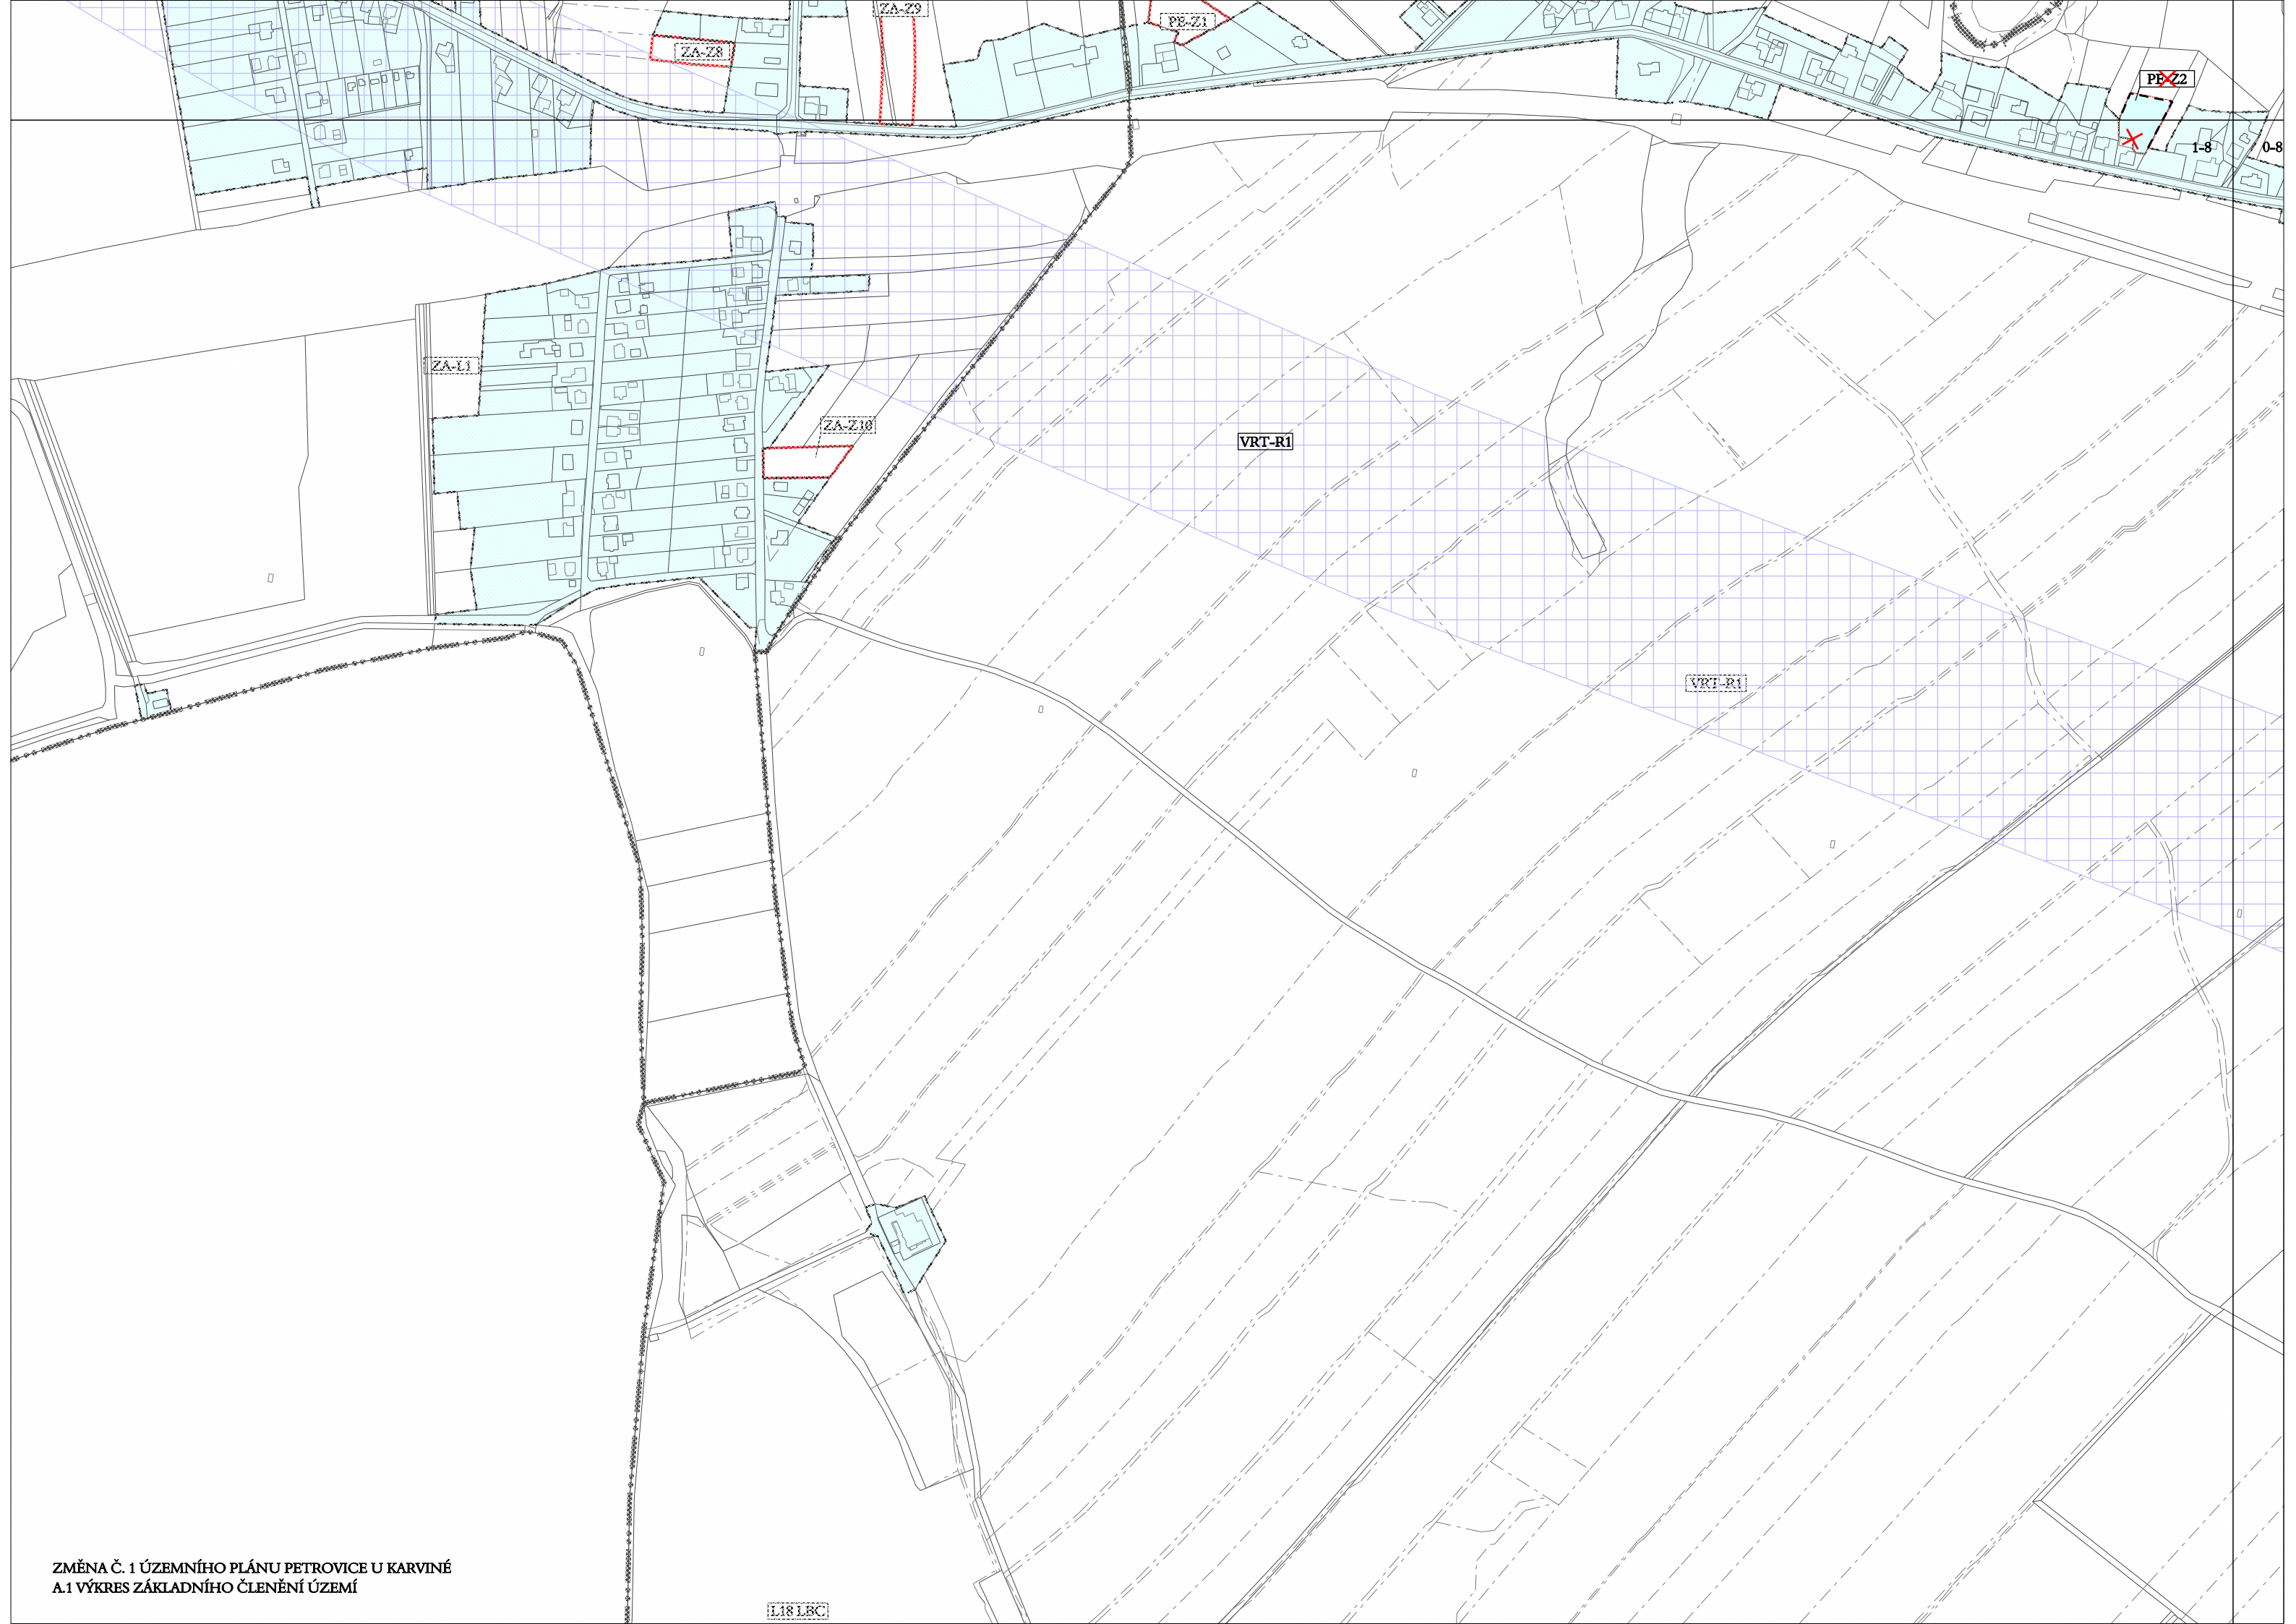 ZA-Z9
PE-Z1
ZA-Z8
PE-Z2
1-8
0-8
ZA-L1
ZA-Z10
VRT-R1
VRT-R1
ZMĚNA Č. 1 ÚZEMNÍHO PLÁNU PETROVICE U KARVINÉ
A.1 VÝKRES ZÁKLADNÍHO ČLENĚNÍ ÚZEMÍ
L18 LBC